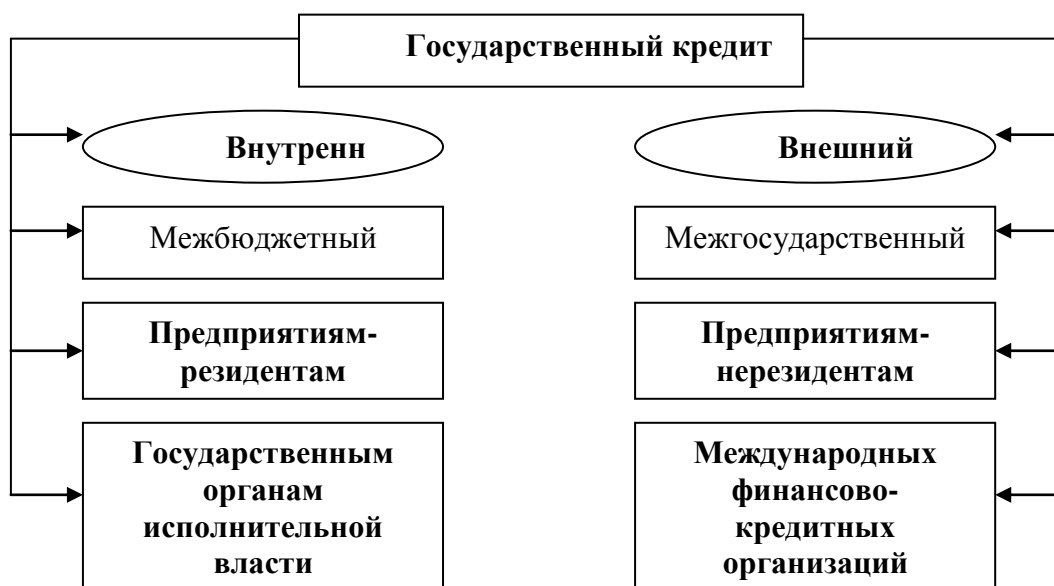 Государственный кредит
Внутренн
Внешний
Межбюджетный
Межгосударственный
Предприятиям-
резидентам
Предприятиям-
нерезидентам
Государственным
органам
исполнительной
власти
Международных
финансово-
кредитных
организаций